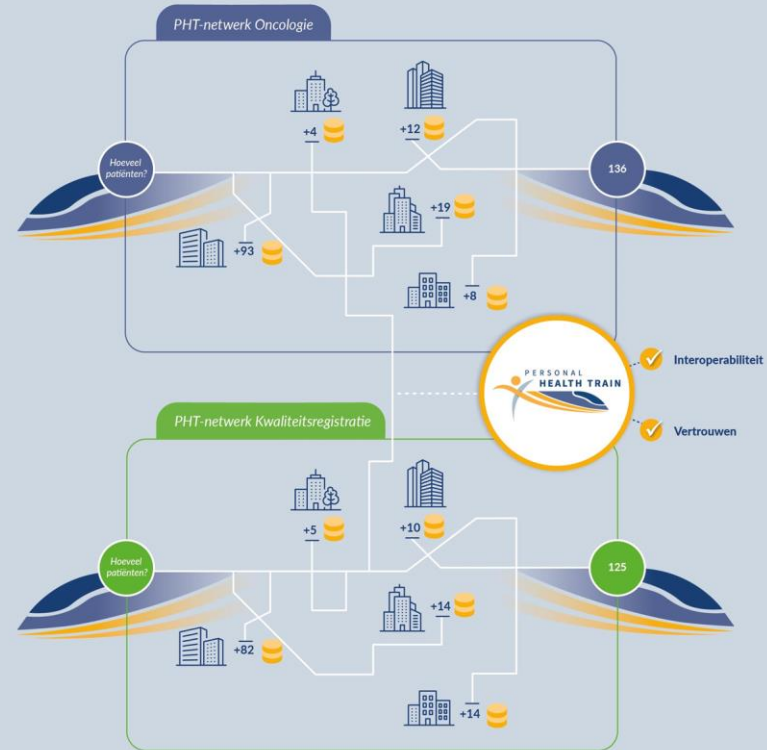 PHT-netwerk Oncologie
+4
+12
Hoeveel
patiënten?
136
+19
+93
+8
PERSONAL
HEALTH TRAIN
Interoperabiliteit
Vertrouwen
PHT-netwerk Kwaliteitsregistratie
+5
+10
Hoeveel
patiënten?
125
+14
+82
+14